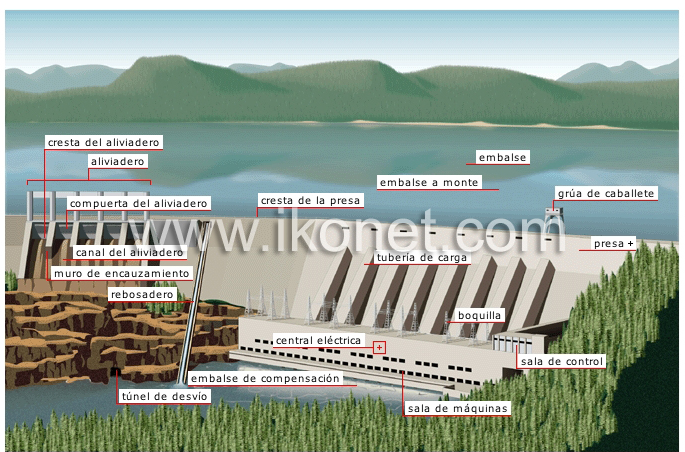 cresta del aliviadero
aliviadero
embalse
embalse a monte
grúa de caballete
compuerta del aliviadero
cresta de la presa
www.ikonet.com
presa +
canal del aliviadero
tubería de carga
muro de encauzamiento
rebosadero
boquilla
central eléctrica
+
sala de control
embalse de compensación
túnel de desvío
sala de máquinas